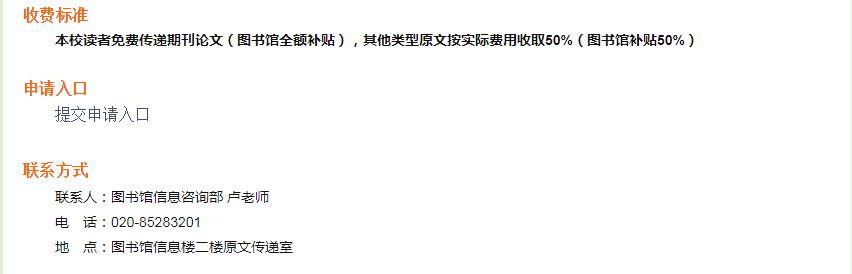 收费标准
本校读者免费传递期刊论文（图书馆全额补贴），其他类型原文按实际费用收取50%（图书馆补贴50%）
申请入口
提交申请入口
联系方式
联系人：图书馆信息咨询部 卢老师
电　话：020-85283201
地　点：图书馆信息楼二楼原文传递室